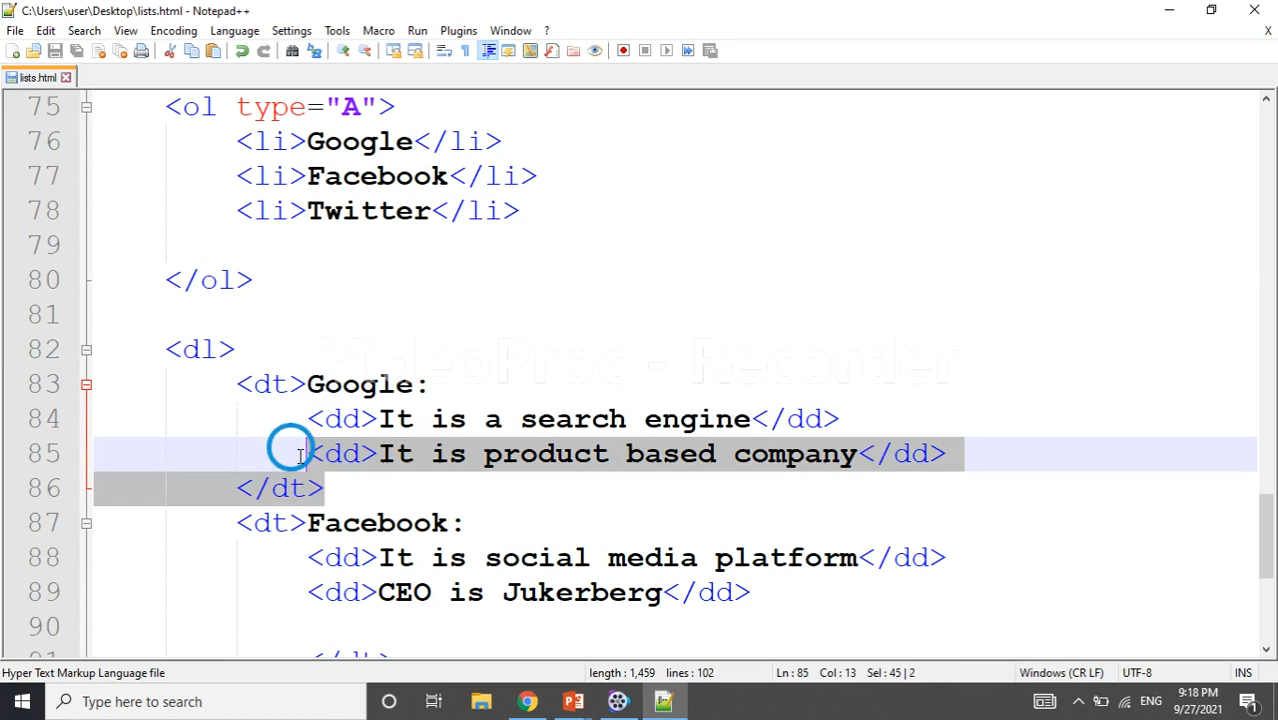 C:\Users\user\Desktop\lists.html - Notepad++
File Edit Search View Encoding Language Settings Tools Macro Run Plugins Window ? X
lists.html
75 <ol type="A">
76 <li>Google</li>
77 <li>Facebook</li>
78 <li>Twitter</li>
79
80 </ol>
81
82 <dl>
VideoProc - Recorder
83 <dt>Google:
84 <dd>It is a search engine</dd>
85 <dd>It is product based company</dd>
86 </dt>
87 <dt>Facebook:
88 <dd>It is social media platform</dd>
89 <dd>CEO is Jukerberg</dd>
90
91 </dt>
Hyper Text Markup Language file length : 1,459 lines : 102 Ln : 85 Col : 13 Sel : 45 | 2 Windows (CR LF) UTF-8 INS
Type here to search
9:18 PM
9/27/2021
1